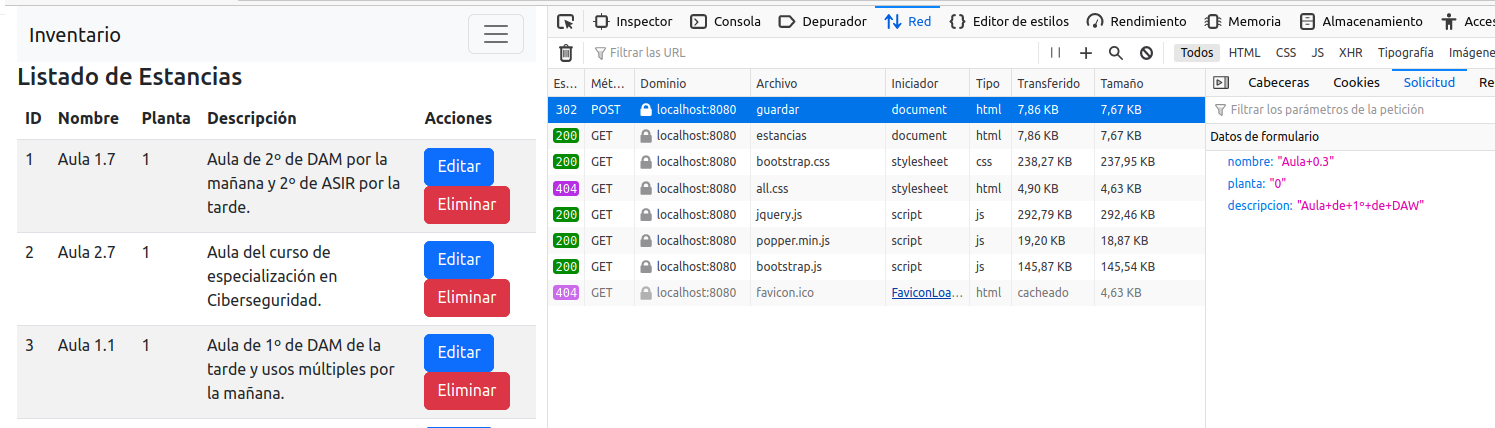 Inventario
Listado de Estancias
ID Nombre Planta Descripción Acciones
1 Aula 1.7 1 Aula de 2º de DAM por la
mañana y 2º de ASIR por la
tarde.
Editar
Eliminar
2 Aula 2.7 1 Aula del curso de
especialización en
Ciberseguridad.
Editar
Eliminar
3 Aula 1.1 1 Aula de 1º de DAM de la
tarde y usos múltiples por
la mañana.
Editar
Eliminar
Inspector Consola Depurador Red Editor de estilos Rendimiento Memoria Almacenamiento Acces
Filtrar las URL
Todos HTML CSS JS XHR Tipografía Imágene
Es... Mét... Dominio Archivo Iniciador Tipo Transferido Tamaño
302 POST localhost:8080 guardar document html 7,86 KB 7,67 KB
200 GET localhost:8080 estancias document html 7,86 KB 7,67 KB
200 GET localhost:8080 bootstrap.css stylesheet css 238,27 KB 237,95 KB
404 GET localhost:8080 all.css stylesheet html 4,90 KB 4,63 KB
200 GET localhost:8080 jquery.js script js 292,79 KB 292,46 KB
200 GET localhost:8080 popper.min.js script js 19,20 KB 18,87 KB
200 GET localhost:8080 bootstrap.js script js 145,87 KB 145,54 KB
404 GET localhost:8080 favicon.ico FaviconLoa... html cacheado 4,63 KB
Cabeceras Cookies Solicitud Re
Filtrar los parámetros de la petición
Datos de formulario
nombre: "Aula+0.3"
planta: "0"
descripcion: "Aula+de+1º+de+DAW"